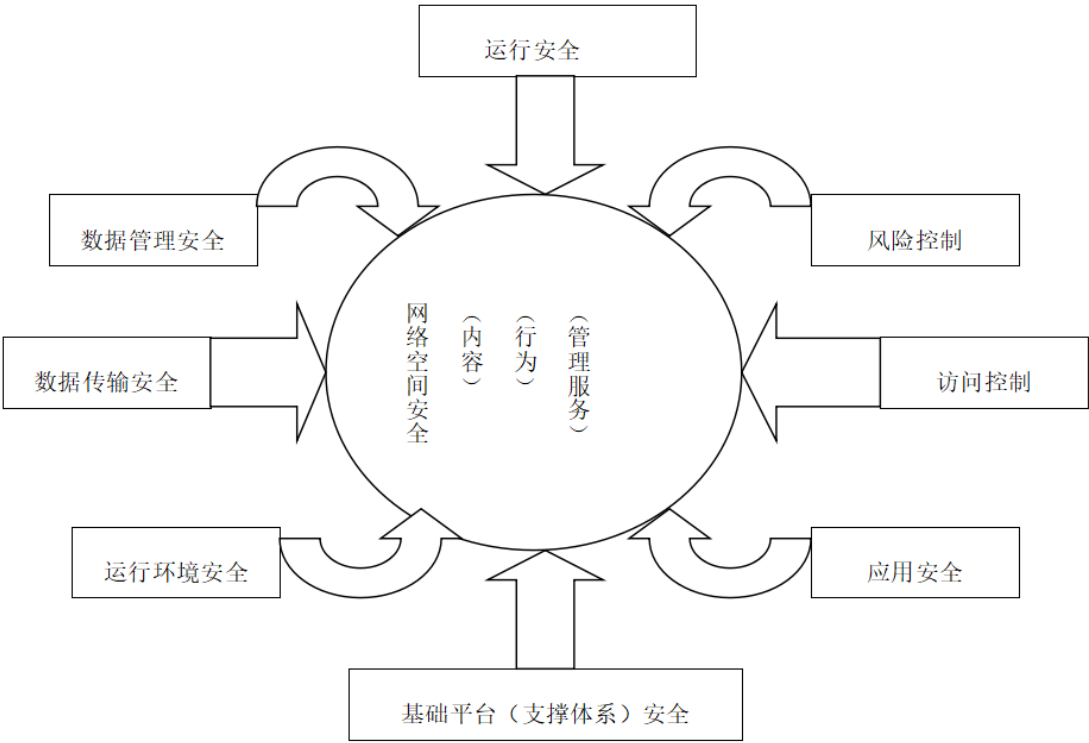 运行安全
数据管理安全
风险控制
网络空间安全
（内容）
（行为）
（管理服务）
数据传输安全
访问控制
运行环境安全
应用安全
基础平台（支撑体系）安全